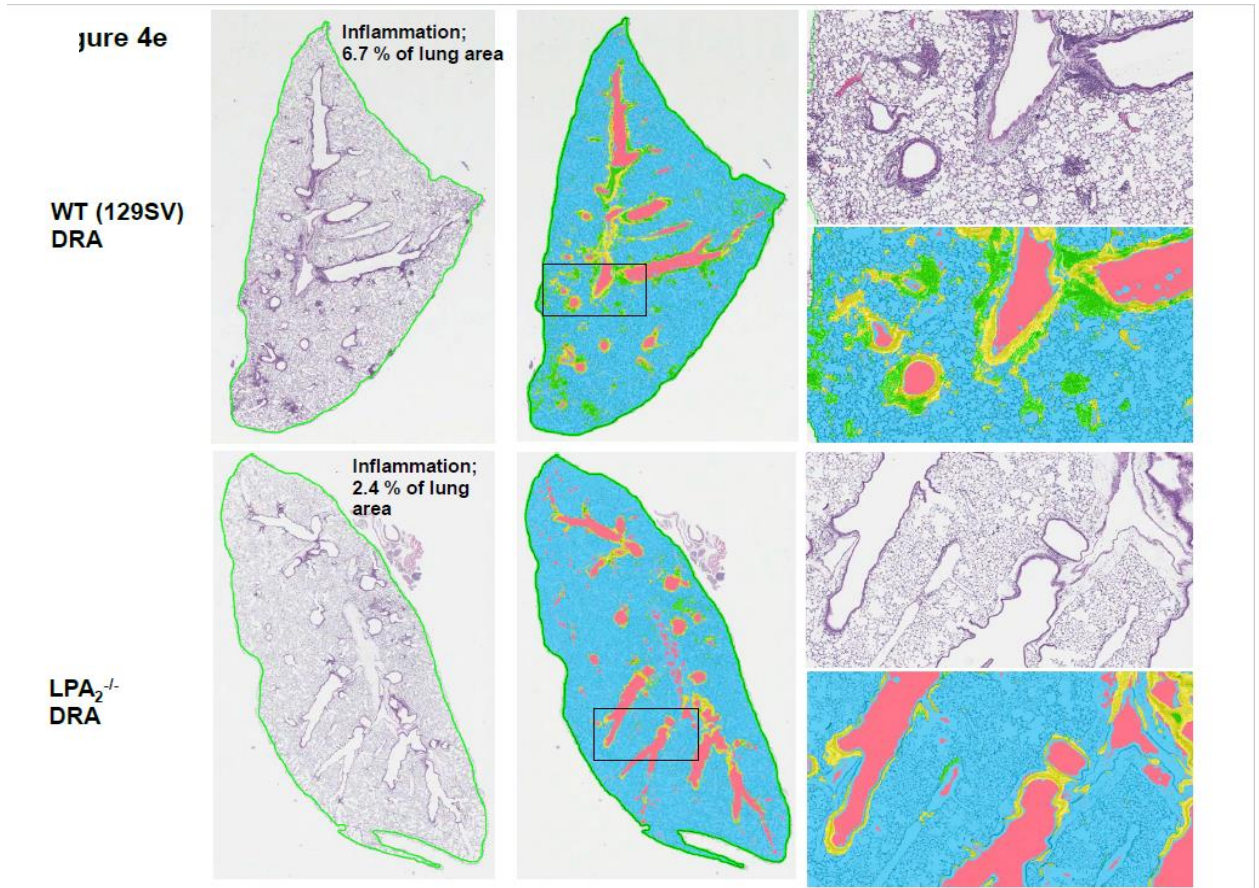 gure 4e
Inflammation;
6.7 % of lung area
WT (129SV)
DRA
Inflammation;
2.4 % of lung
area
LPA₂⁻/⁻
DRA